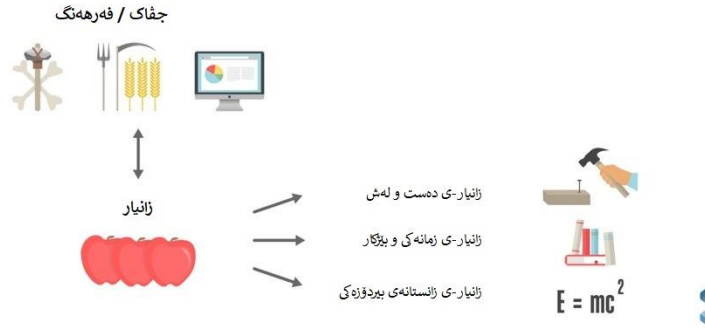 جڤاک / فەرهەنگ
زانیار
زانیار-ی دەست و لەش
زانیار-ی زمانەکی و بێژکار
زانیار-ی زانستانەی بیردۆزەکی
E = mc²